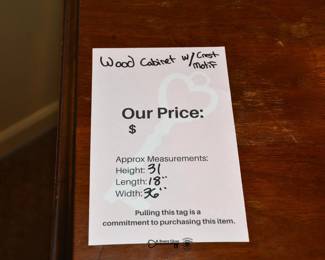 Wood Cabinet w/ Crest
Motif
Our Price:
$
Approx Measurements:
Height: 31
Length: 18''
Width: 36''
Pulling this tag is a
commitment to purchasing this item.